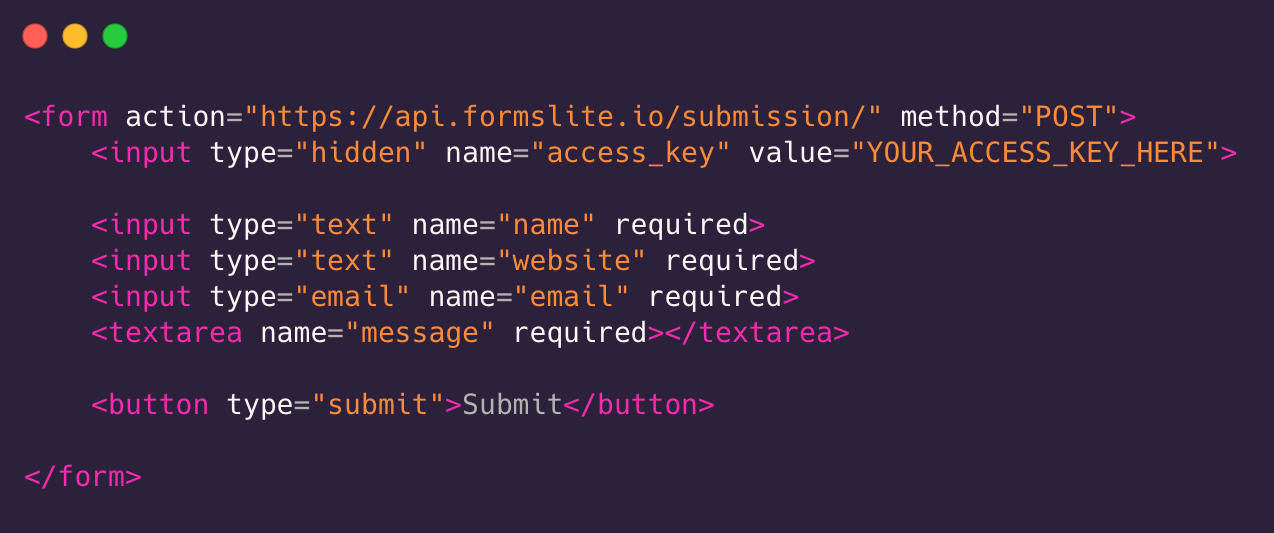 <form action="https://api.formslite.io/submission/" method="POST">
    <input type="hidden" name="access_key" value="YOUR_ACCESS_KEY_HERE">
    <input type="text" name="name" required>
    <input type="text" name="website" required>
    <input type="email" name="email" required>
    <textarea name="message" required></textarea>
    <button type="submit">Submit</button>
</form>